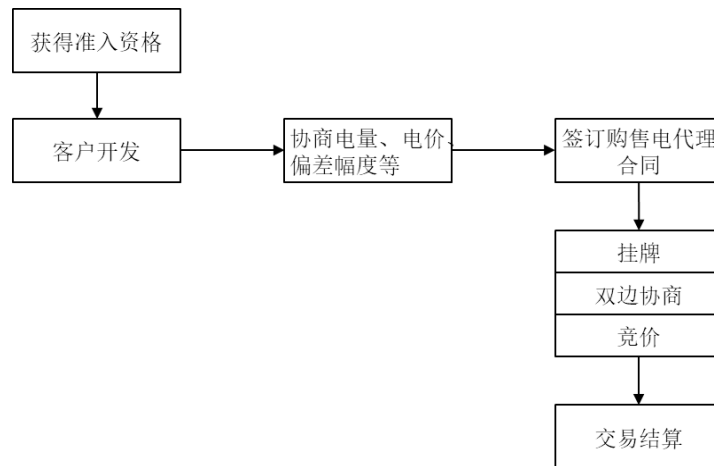 获得准入资格
客户开发
协商电量、电价、
偏差幅度等
签订购售电代理
合同
挂牌
双边协商
竞价
交易结算